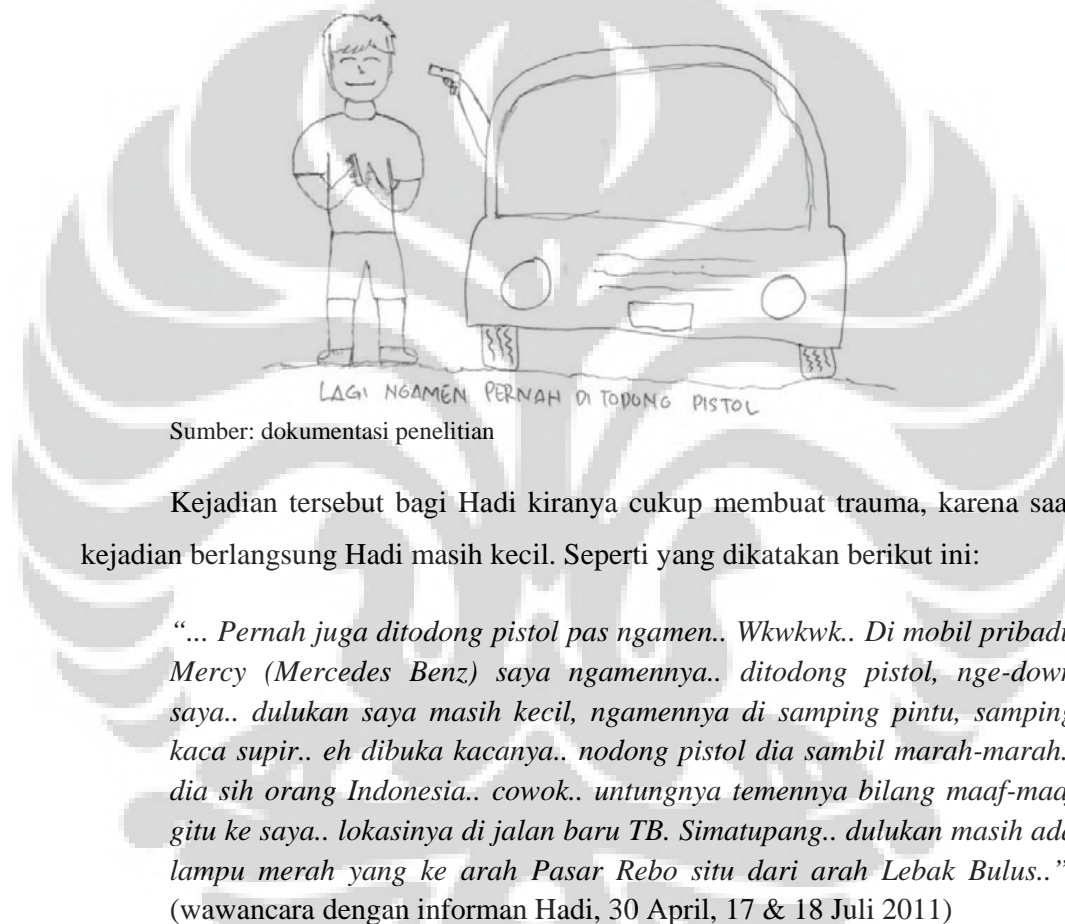 LAGI NGAMEN PERNAH DI TODONG PISTOL
Sumber: dokumentasi penelitian
Kejadian tersebut bagi Hadi kiranya cukup membuat trauma, karena saa
kejadian berlangsung Hadi masih kecil. Seperti yang dikatakan berikut ini:
“... Pernah juga ditodong pistol pas ngamen.. Wkwkwk.. Di mobil pribadi
Mercy (Mercedes Benz) saya ngamennya.. ditodong pistol, nge-down
saya.. dulukan saya masih kecil, ngamennya di samping pintu, samping
kaca supir.. eh dibuka kacanya.. nodong pistol dia sambil marah-marah.
dia sih orang Indonesia.. cowok.. untungnya temennya bilang maaf-maaf
gitu ke saya.. lokasinya di jalan baru TB. Simatupang.. dulukan masih ada
lampu merah yang ke arah Pasar Rebo situ dari arah Lebak Bulus..”
(wawancara dengan informan Hadi, 30 April, 17 & 18 Juli 2011)